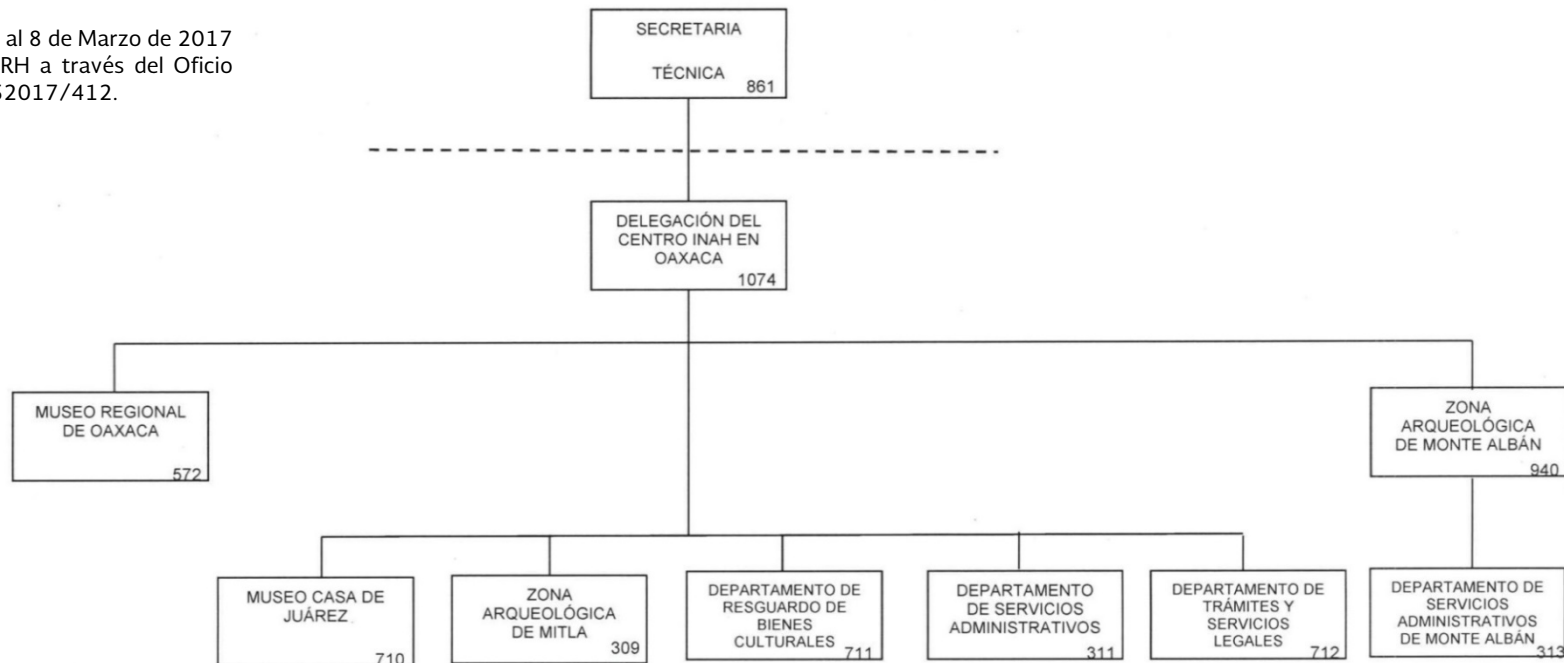 al 8 de Marzo de 2017
RH a través del Oficio
2017/412.
SECRETARIA
TÉCNICA
861
DELEGACIÓN DEL
CENTRO INAH EN
OAXACA
1074
MUSEO REGIONAL
DE OAXACA
572
ZONA
ARQUEOLÓGICA
DE MONTE ALBÁN
940
MUSEO CASA DE
JUÁREZ
710
ZONA
ARQUEOLÓGICA
DE MITLA
309
DEPARTAMENTO DE
RESGUARDO DE
BIENES
CULTURALES
711
DEPARTAMENTO
DE SERVICIOS
ADMINISTRATIVOS
311
DEPARTAMENTO DE
TRÁMITES Y
SERVICIOS
LEGALES
712
DEPARTAMENTO DE
SERVICIOS
ADMINISTRATIVOS
DE MONTE ALBÁN
313